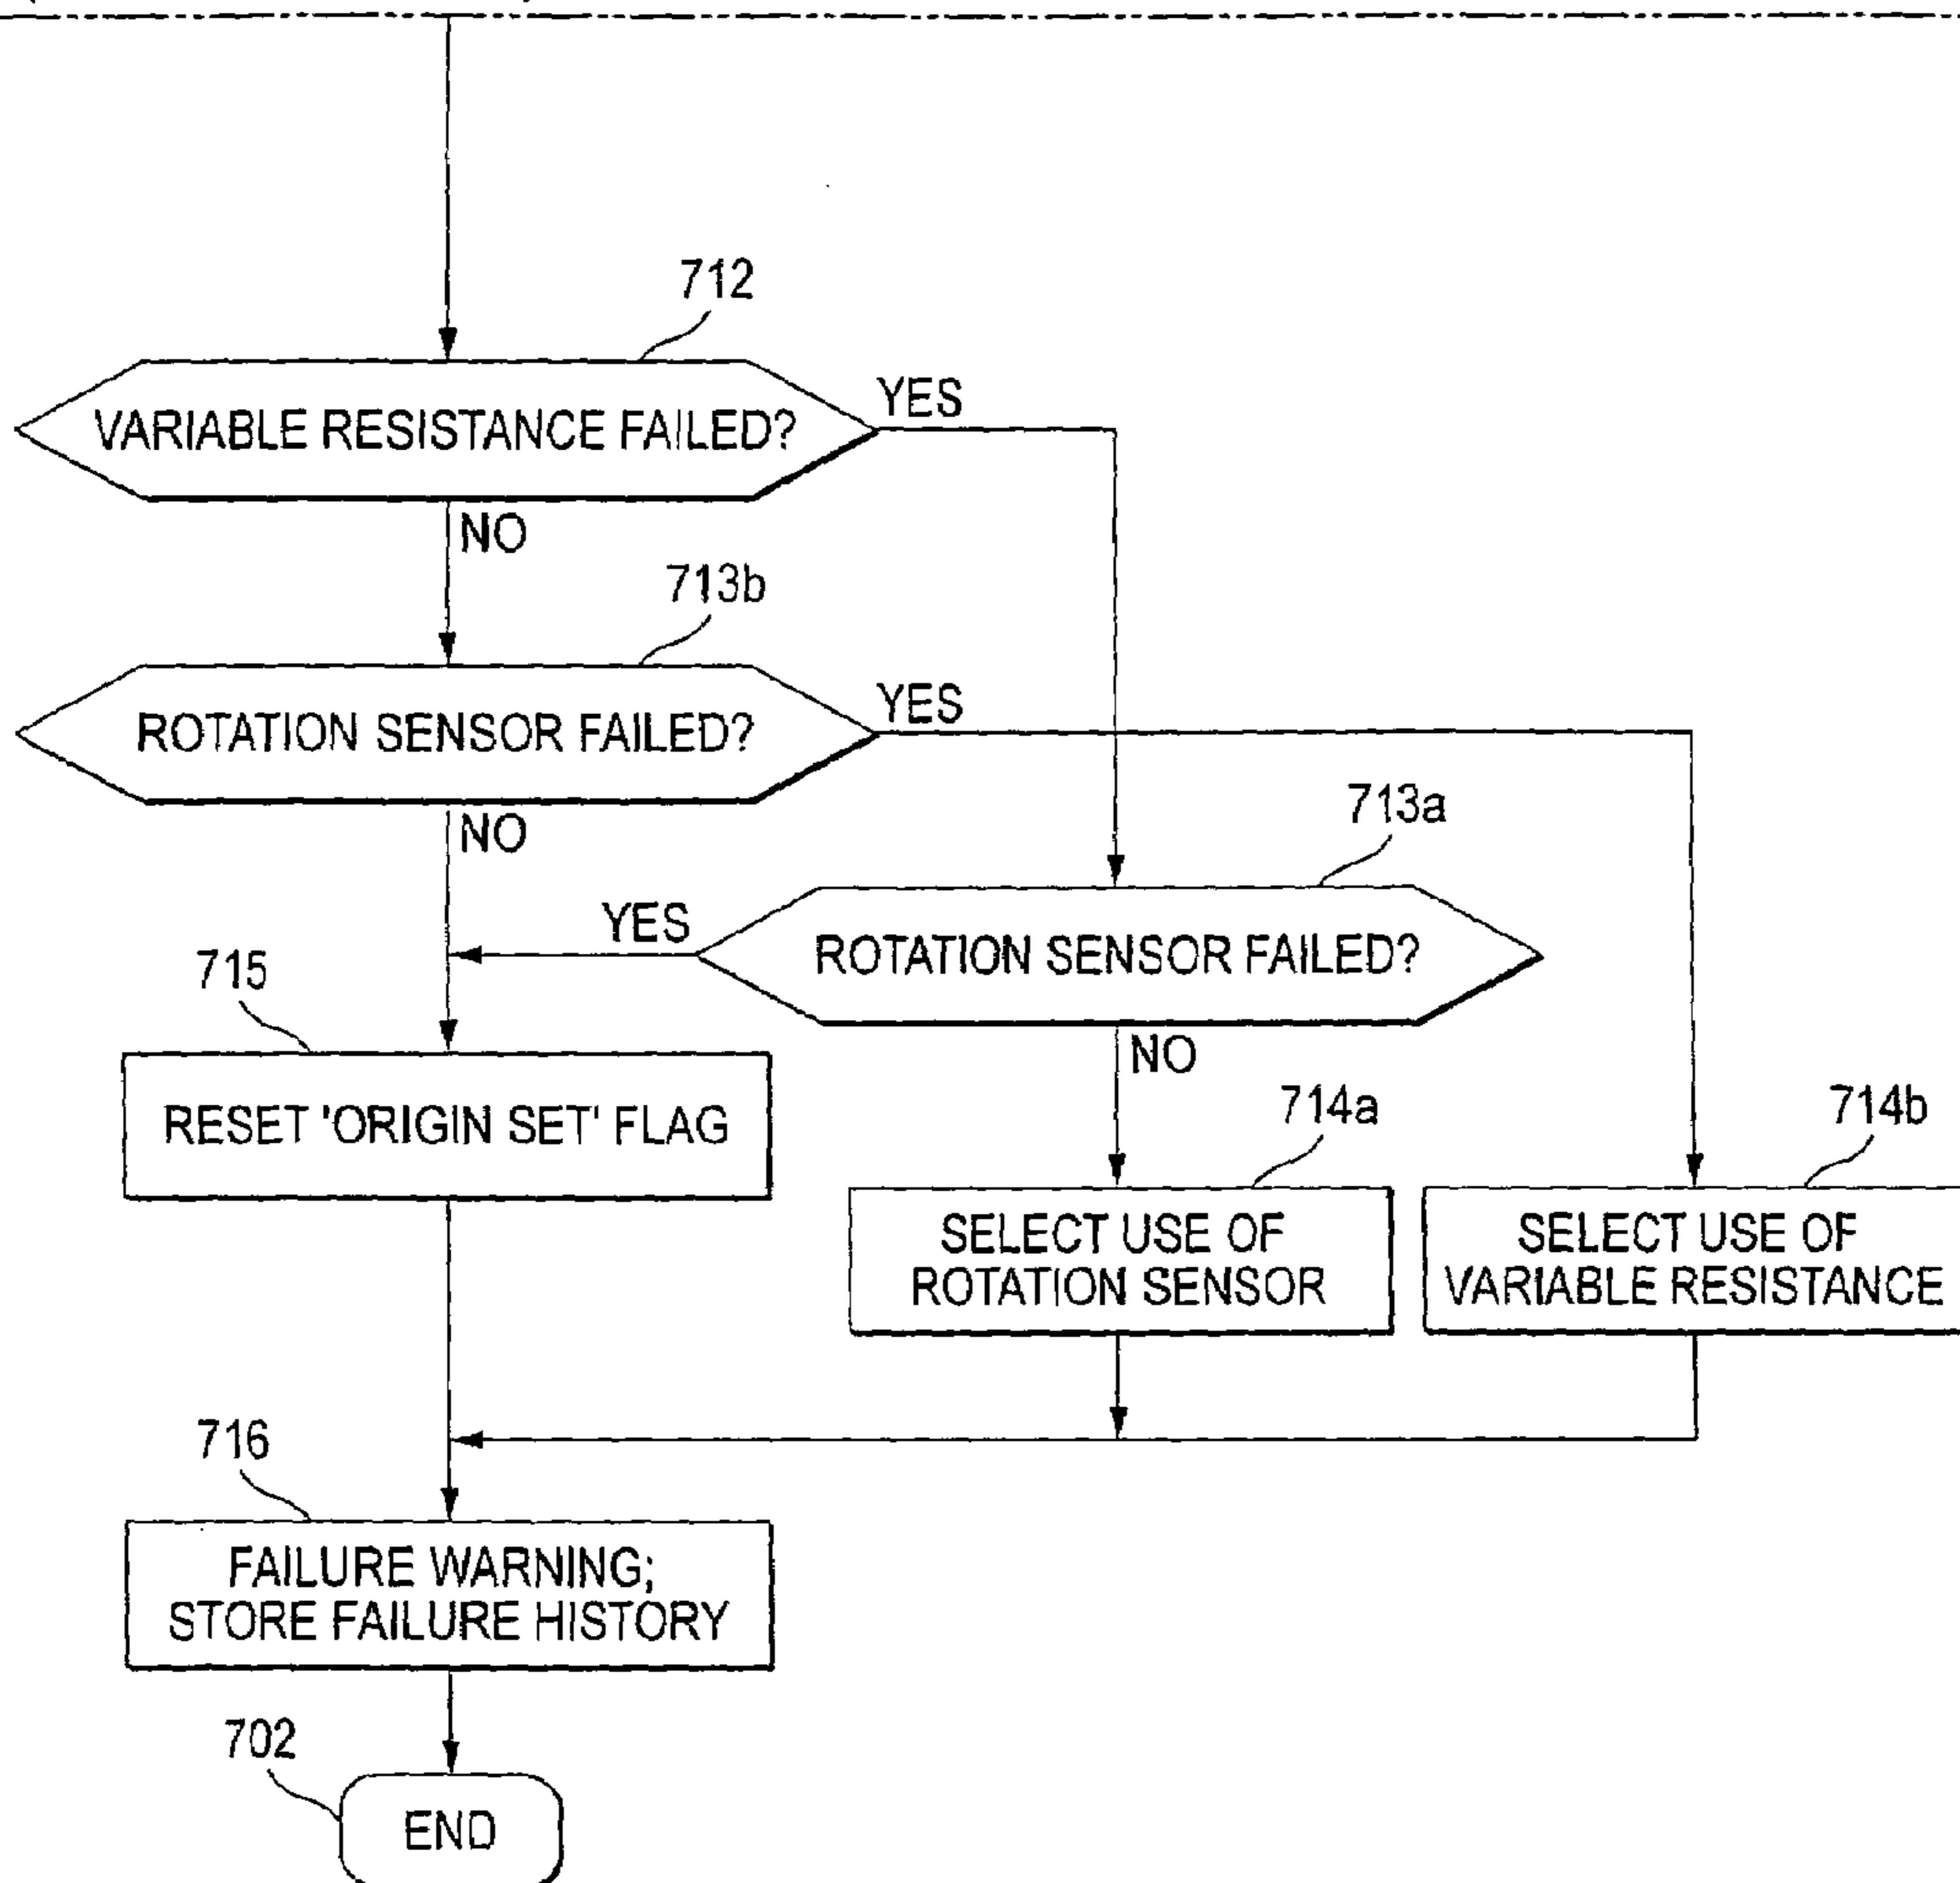 712
VARIABLE RESISTANCE FAILED?
YES
NO
713b
ROTATION SENSOR FAILED?
YES
NO
713a
ROTATION SENSOR FAILED?
YES
NO
715
RESET 'ORIGIN SET' FLAG
714a
SELECT USE OF
ROTATION SENSOR
714b
SELECT USE OF
VARIABLE RESISTANCE
716
FAILURE WARNING;
STORE FAILURE HISTORY
702
END